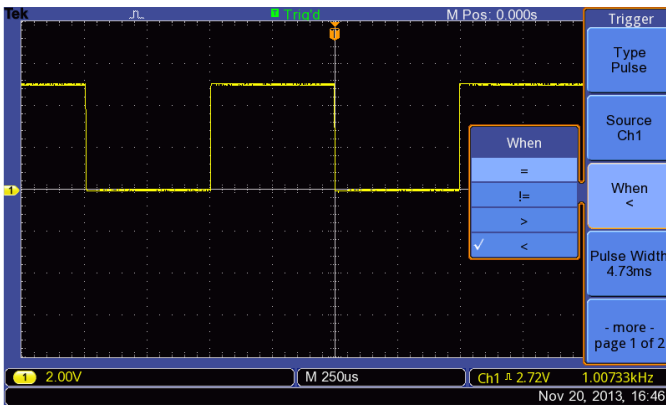 Tek
T Trig'd
M Pos: 0.000s
T
Trigger
Type
Pulse
Source
Ch1
When
=
!=
>
✓ <
When
<
1
Pulse Width
4.73ms
- more -
page 1 of 2
1 2.00V
M 250us
Ch1 2.72V
1.00733kHz
Nov 20, 2013, 16:46